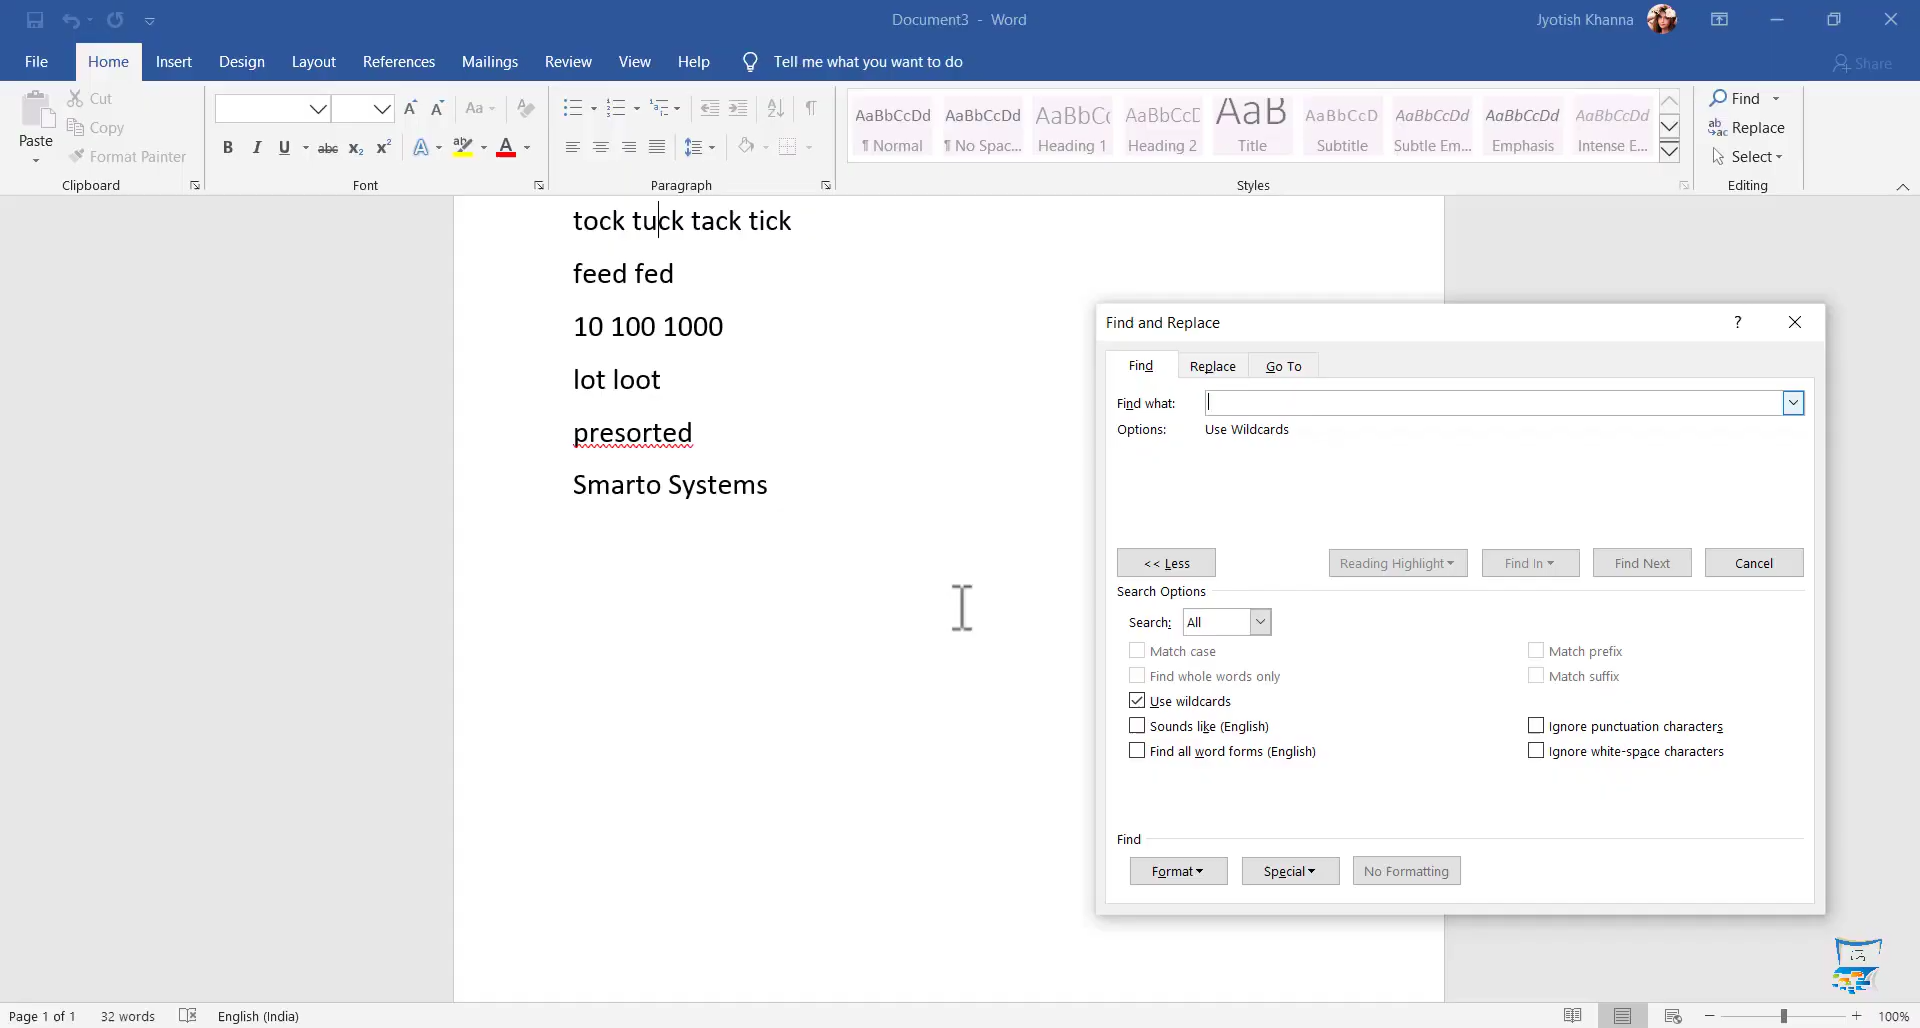 Document3 - Word
Jyotish Khanna
File Home Insert Design Layout References Mailings Review View Help Tell me what you want to do
Share
Paste
Cut
Copy
Format Painter
Clipboard
Aa
B I U abc x₂ x² A ab A
Font
Paragraph
AaBbCcDd AaBbCcDd AaBbCc AaBbCcD AaB AaBbCcD AaBbCcDd AaBbCcDd AaBbCcDd
¶ Normal ¶ No Spac... Heading 1 Heading 2 Title Subtitle Subtle Em... Emphasis Intense E...
Styles
Find
Replace
Select
Editing
tock tuck tack tick
feed fed
10 100 1000
lot loot
presorted
Smarto Systems
Find and Replace
?
Find Replace Go To
Find what:
Options: Use Wildcards
<< Less Reading Highlight Find In Find Next Cancel
Search Options
Search: All
Match case
Find whole words only
Use wildcards
Sounds like (English)
Find all word forms (English)
Match prefix
Match suffix
Ignore punctuation characters
Ignore white-space characters
Find
Format Special No Formatting
Page 1 of 1 32 words English (India) 100%